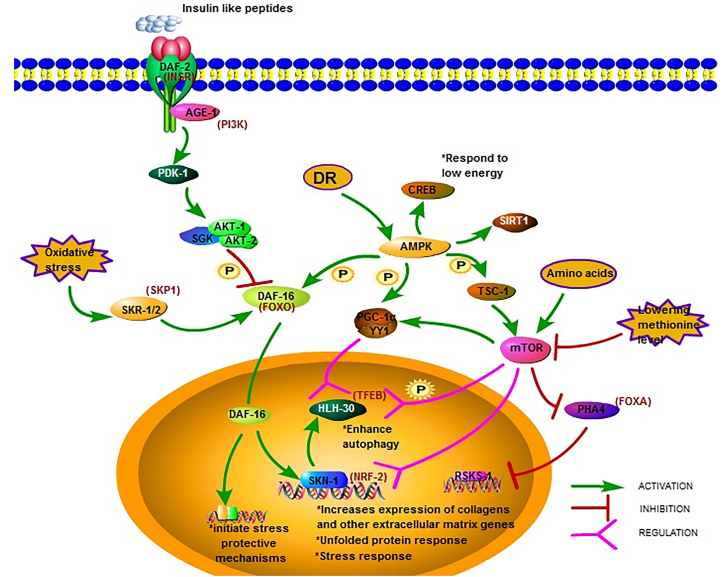 Insulin like peptides
DAF-2
(INSR)
AGE-1
(PI3K)
PDK-1
*Respond to
low energy
DR
CREB
SIRT1
AKT-1
SGK
AKT-2
AMPK
Oxidative
stress
P
P
P
P
Amino acids
(SKP1)
SKR-1/2
DAF-16
(FOXO)
TSC-1
PGC-1α
YY1
Lowering
methionine
level
mTOR
P
(TFEB)
HLH-30
PHA4
(FOXA)
DAF-16
*Enhance
autophagy
SKN-1
(NRF-2)
RSKS-1
*initiate stress
protective
mechanisms
*Increases expression of collagens
and other extracellular matrix genes
*Unfolded protein response
*Stress response
ACTIVATION
INHIBITION
REGULATION